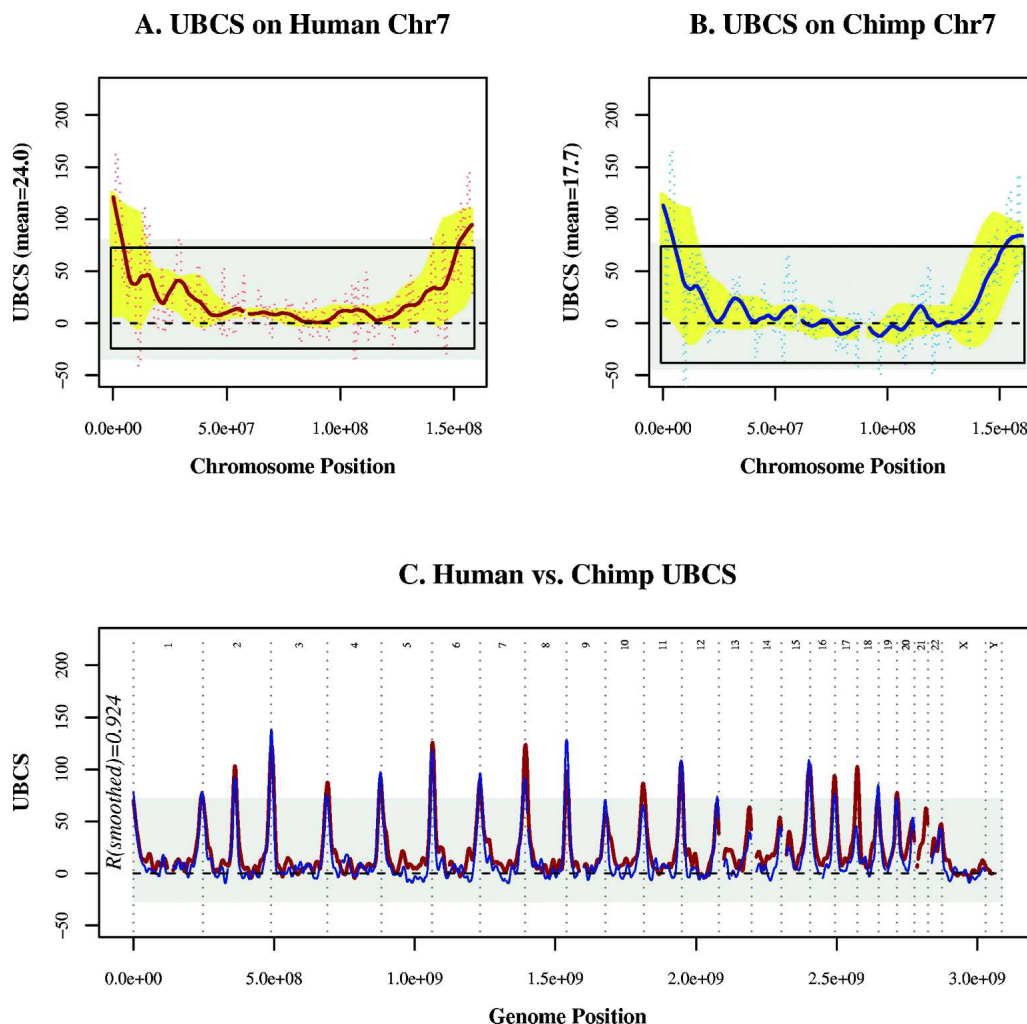 A. UBCS on Human Chr7
UBCS (mean=24.0)
200
150
100
50
0
−50
0.0e+00 5.0e+07 1.0e+08 1.5e+08
Chromosome Position
B. UBCS on Chimp Chr7
UBCS (mean=17.7)
200
150
100
50
0
−50
0.0e+00 5.0e+07 1.0e+08 1.5e+08
Chromosome Position
C. Human vs. Chimp UBCS
UBCS
200
150
100
50
0
−50
R(smoothed)=0.924
1 2 3 4 5 6 7 8 9 10 11 12 13 14 15 16 17 18 19 20 21 22 X Y
0.0e+00 5.0e+08 1.0e+09 1.5e+09 2.0e+09 2.5e+09 3.0e+09
Genome Position